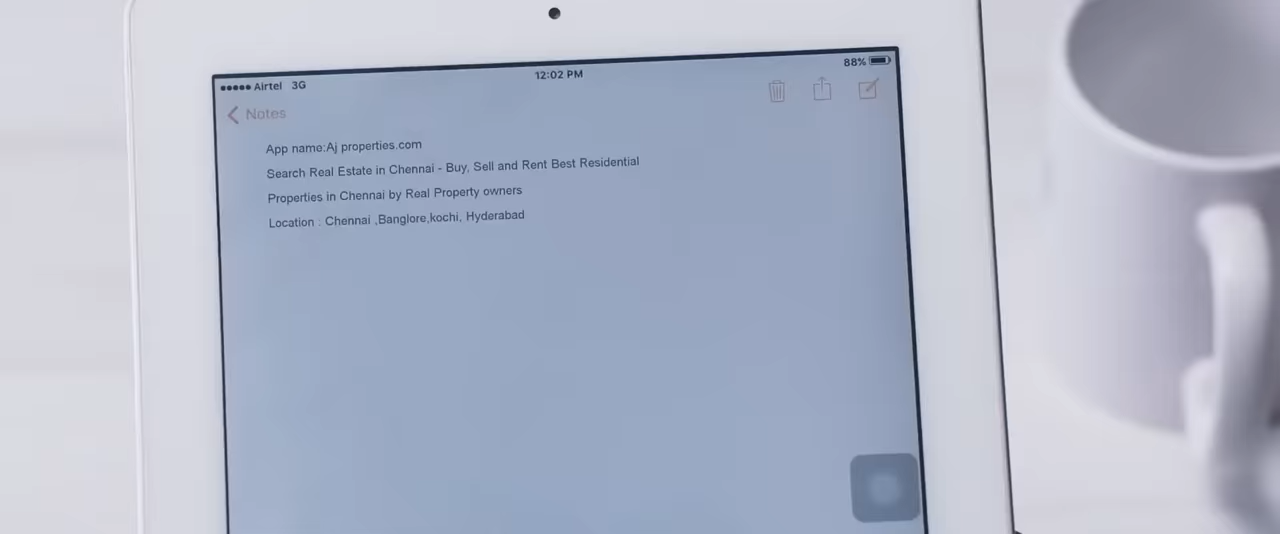 ●●●●● Airtel 3G 12:02 PM 88%
Notes
App name:Aj properties.com
Search Real Estate in Chennai - Buy, Sell and Rent Best Residential
Properties in Chennai by Real Property owners
Location : Chennai ,Banglore,kochi, Hyderabad